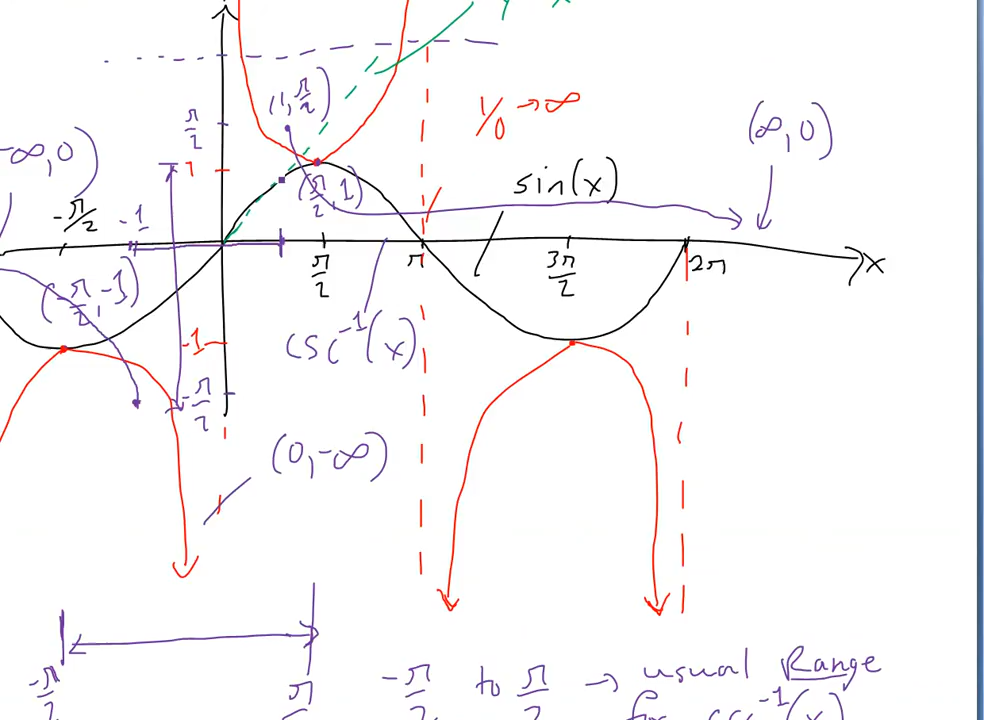 (1, π/2)
π/2
1/0 → ∞
(∞, 0)
-∞, 0)
1
-π/2
-1
(π/2, 1)
sin(x)
π/2
π
3π/2
2π
x
(-π/2, -1)
-1
csc⁻¹(x)
-π/2
(0, -∞)
-π/2
π
-π/2 to π/2 → usual Range
for csc⁻¹(x)